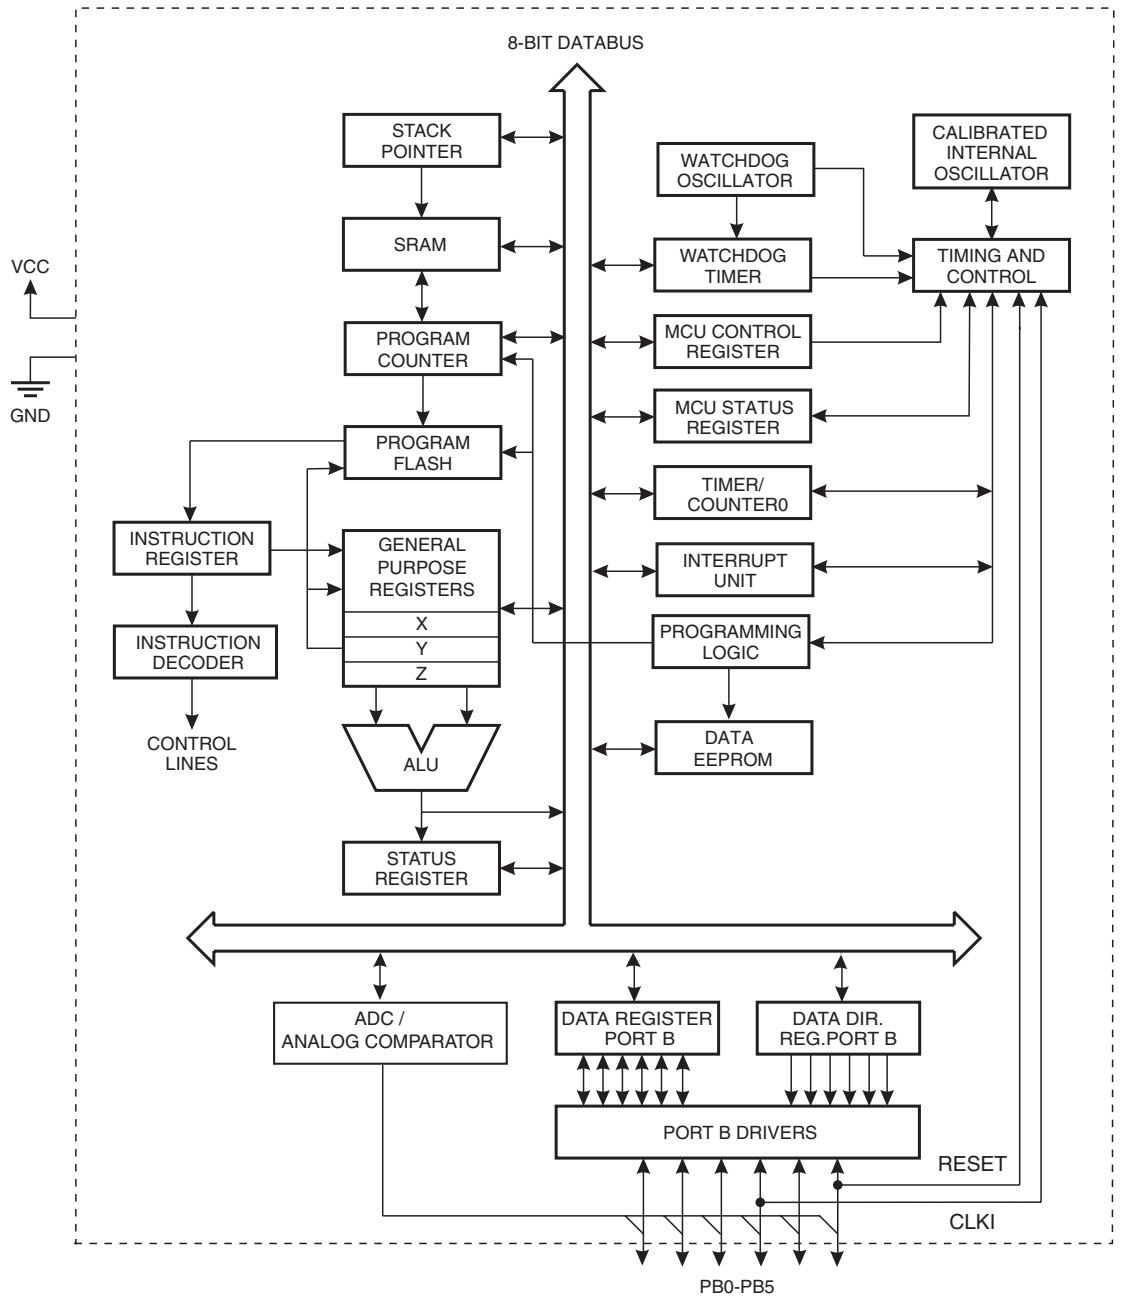 8-BIT DATABUS
STACK
POINTER
WATCHDOG
OSCILLATOR
CALIBRATED
INTERNAL
OSCILLATOR
SRAM
WATCHDOG
TIMER
TIMING AND
CONTROL
VCC
GND
PROGRAM
COUNTER
MCU CONTROL
REGISTER
PROGRAM
FLASH
MCU STATUS
REGISTER
TIMER/
COUNTER0
INSTRUCTION
REGISTER
GENERAL
PURPOSE
REGISTERS
X
Y
Z
INTERRUPT
UNIT
INSTRUCTION
DECODER
PROGRAMMING
LOGIC
CONTROL
LINES
ALU
DATA
EEPROM
STATUS
REGISTER
ADC /
ANALOG COMPARATOR
DATA REGISTER
PORT B
DATA DIR.
REG.PORT B
PORT B DRIVERS
RESET
CLKI
PB0-PB5